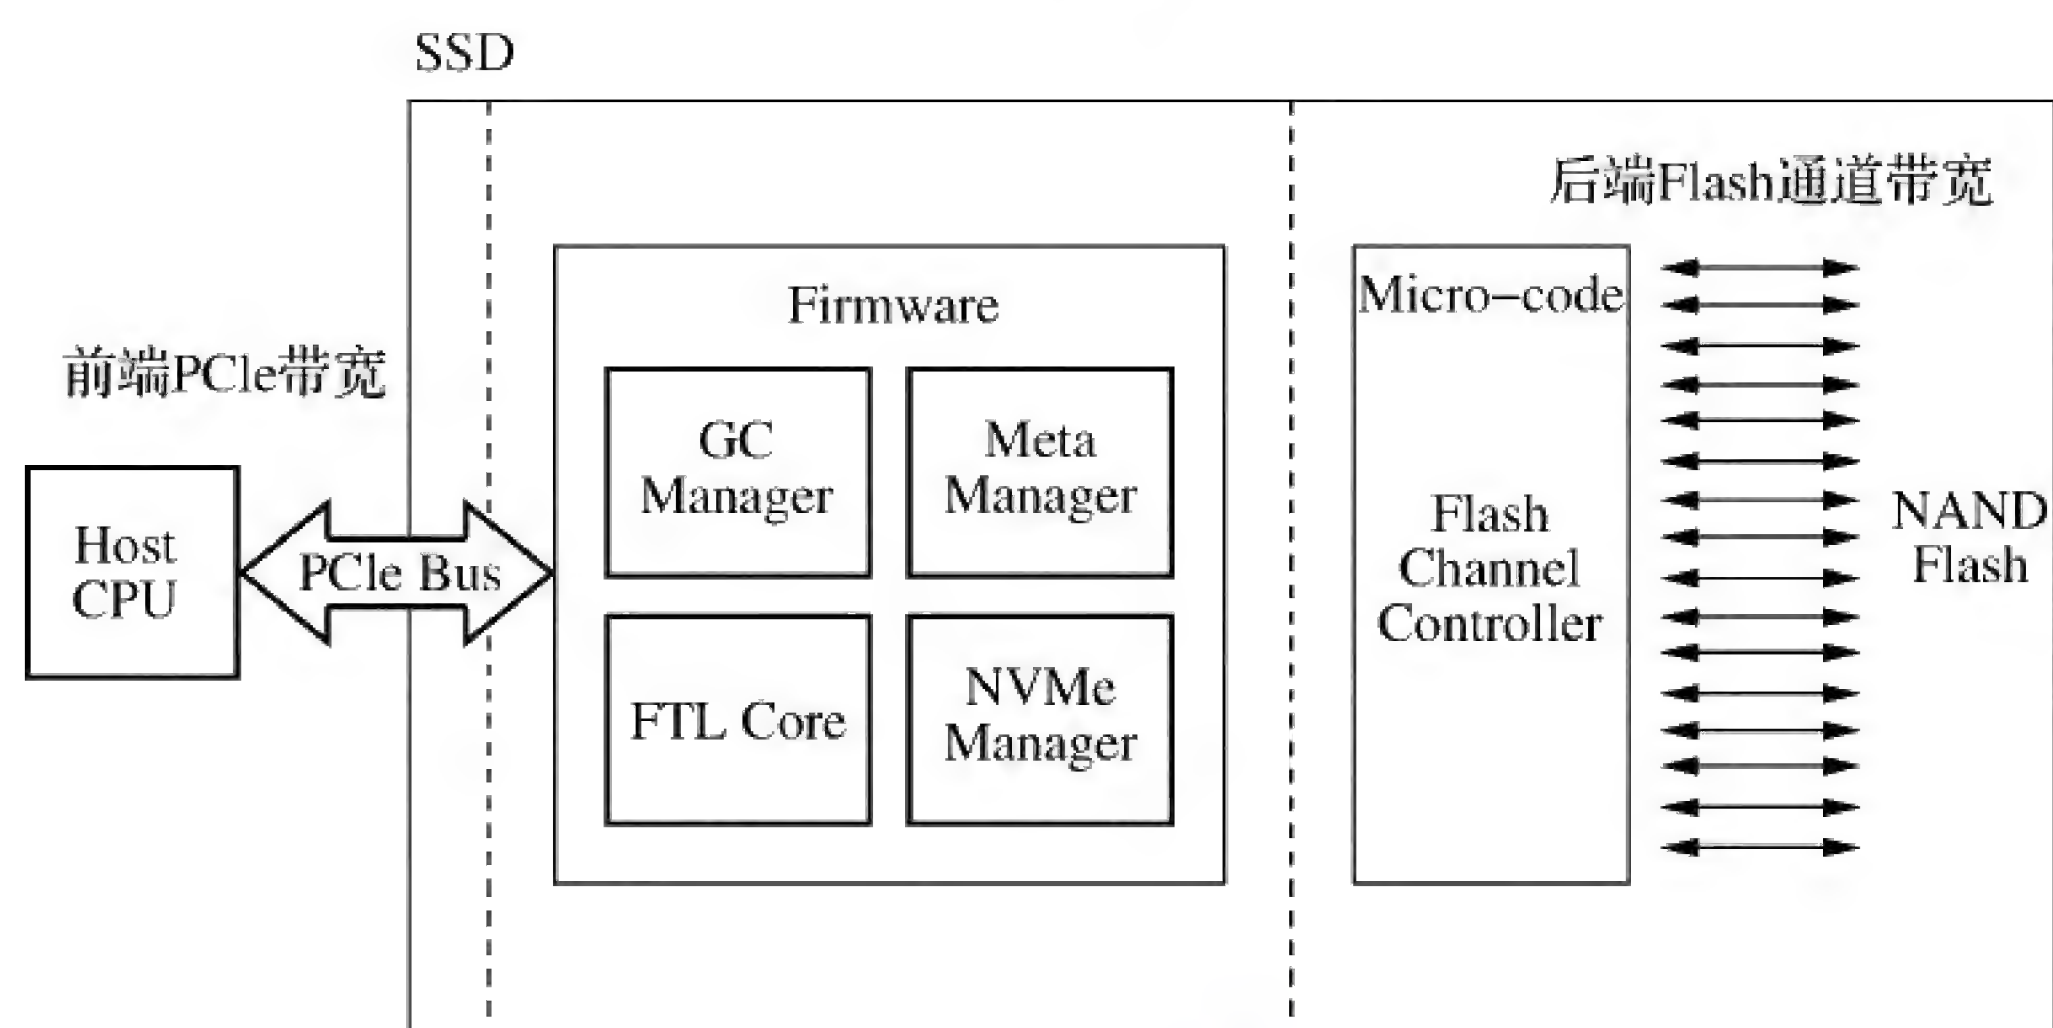 SSD
后端Flash通道带宽
Firmware
Micro-code
前端PCle带宽
GC
Manager
Meta
Manager
Host
CPU
PCle Bus
Flash
Channel
Controller
NAND
Flash
FTL Core
NVMe
Manager